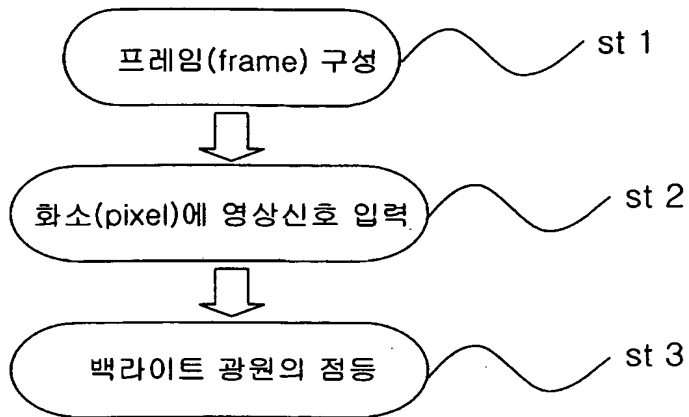 프레임(frame) 구성
st 1
화소(pixel)에 영상신호 입력
st 2
백라이트 광원의 점등
st 3